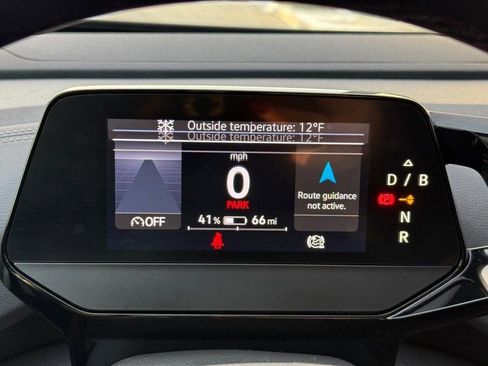 Outside temperature: 12°F
Outside temperature: 12°F
mph
0
PARK
OFF
41%
66 mi
Route guidance
not active.
D / B
P
N
R